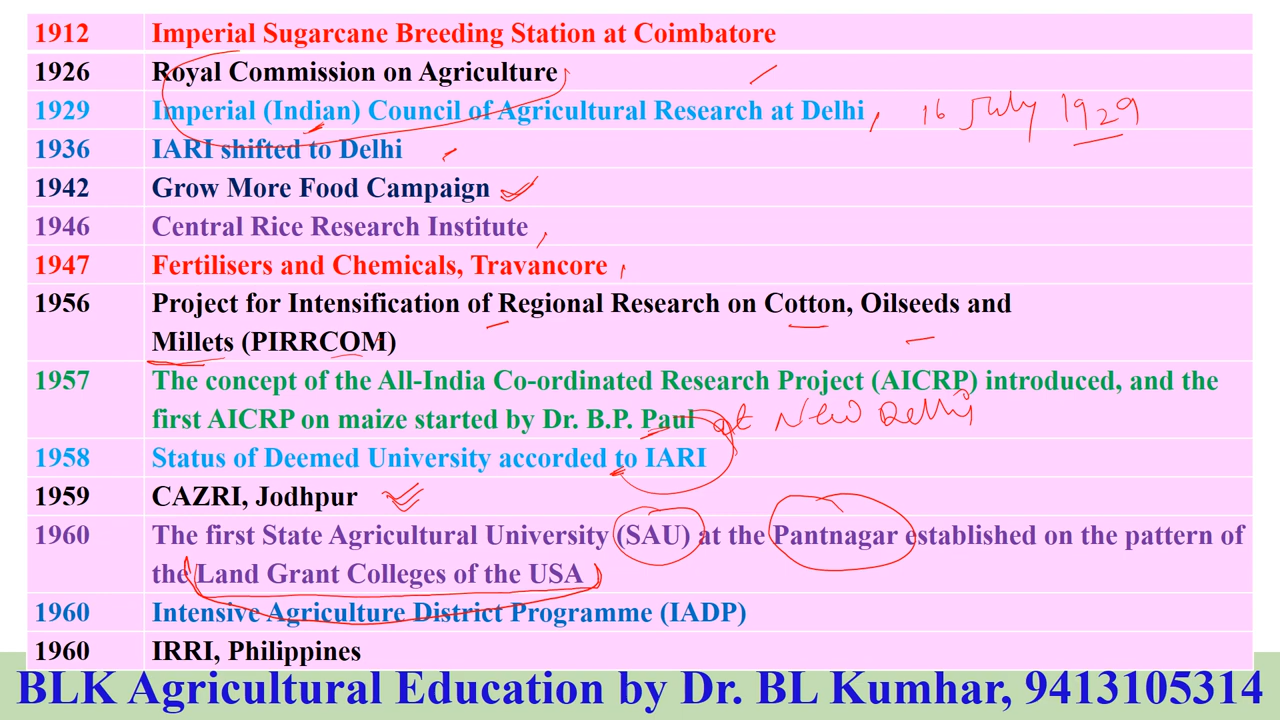 1912 Imperial Sugarcane Breeding Station at Coimbatore
1926 Royal Commission on Agriculture
1929 Imperial (Indian) Council of Agricultural Research at Delhi, 16 July 1929
1936 IARI shifted to Delhi
1942 Grow More Food Campaign
1946 Central Rice Research Institute
1947 Fertilisers and Chemicals, Travancore
1956 Project for Intensification of Regional Research on Cotton, Oilseeds and
Millets (PIRRCOM)
1957 The concept of the All-India Co-ordinated Research Project (AICRP) introduced, and the
first AICRP on maize started by Dr. B.P. Paul at New Delhi
1958 Status of Deemed University accorded to IARI
1959 CAZRI, Jodhpur
1960 The first State Agricultural University (SAU) at the Pantnagar established on the pattern of
the Land Grant Colleges of the USA
1960 Intensive Agriculture District Programme (IADP)
1960 IRRI, Philippines
BLK Agricultural Education by Dr. BL Kumhar, 9413105314